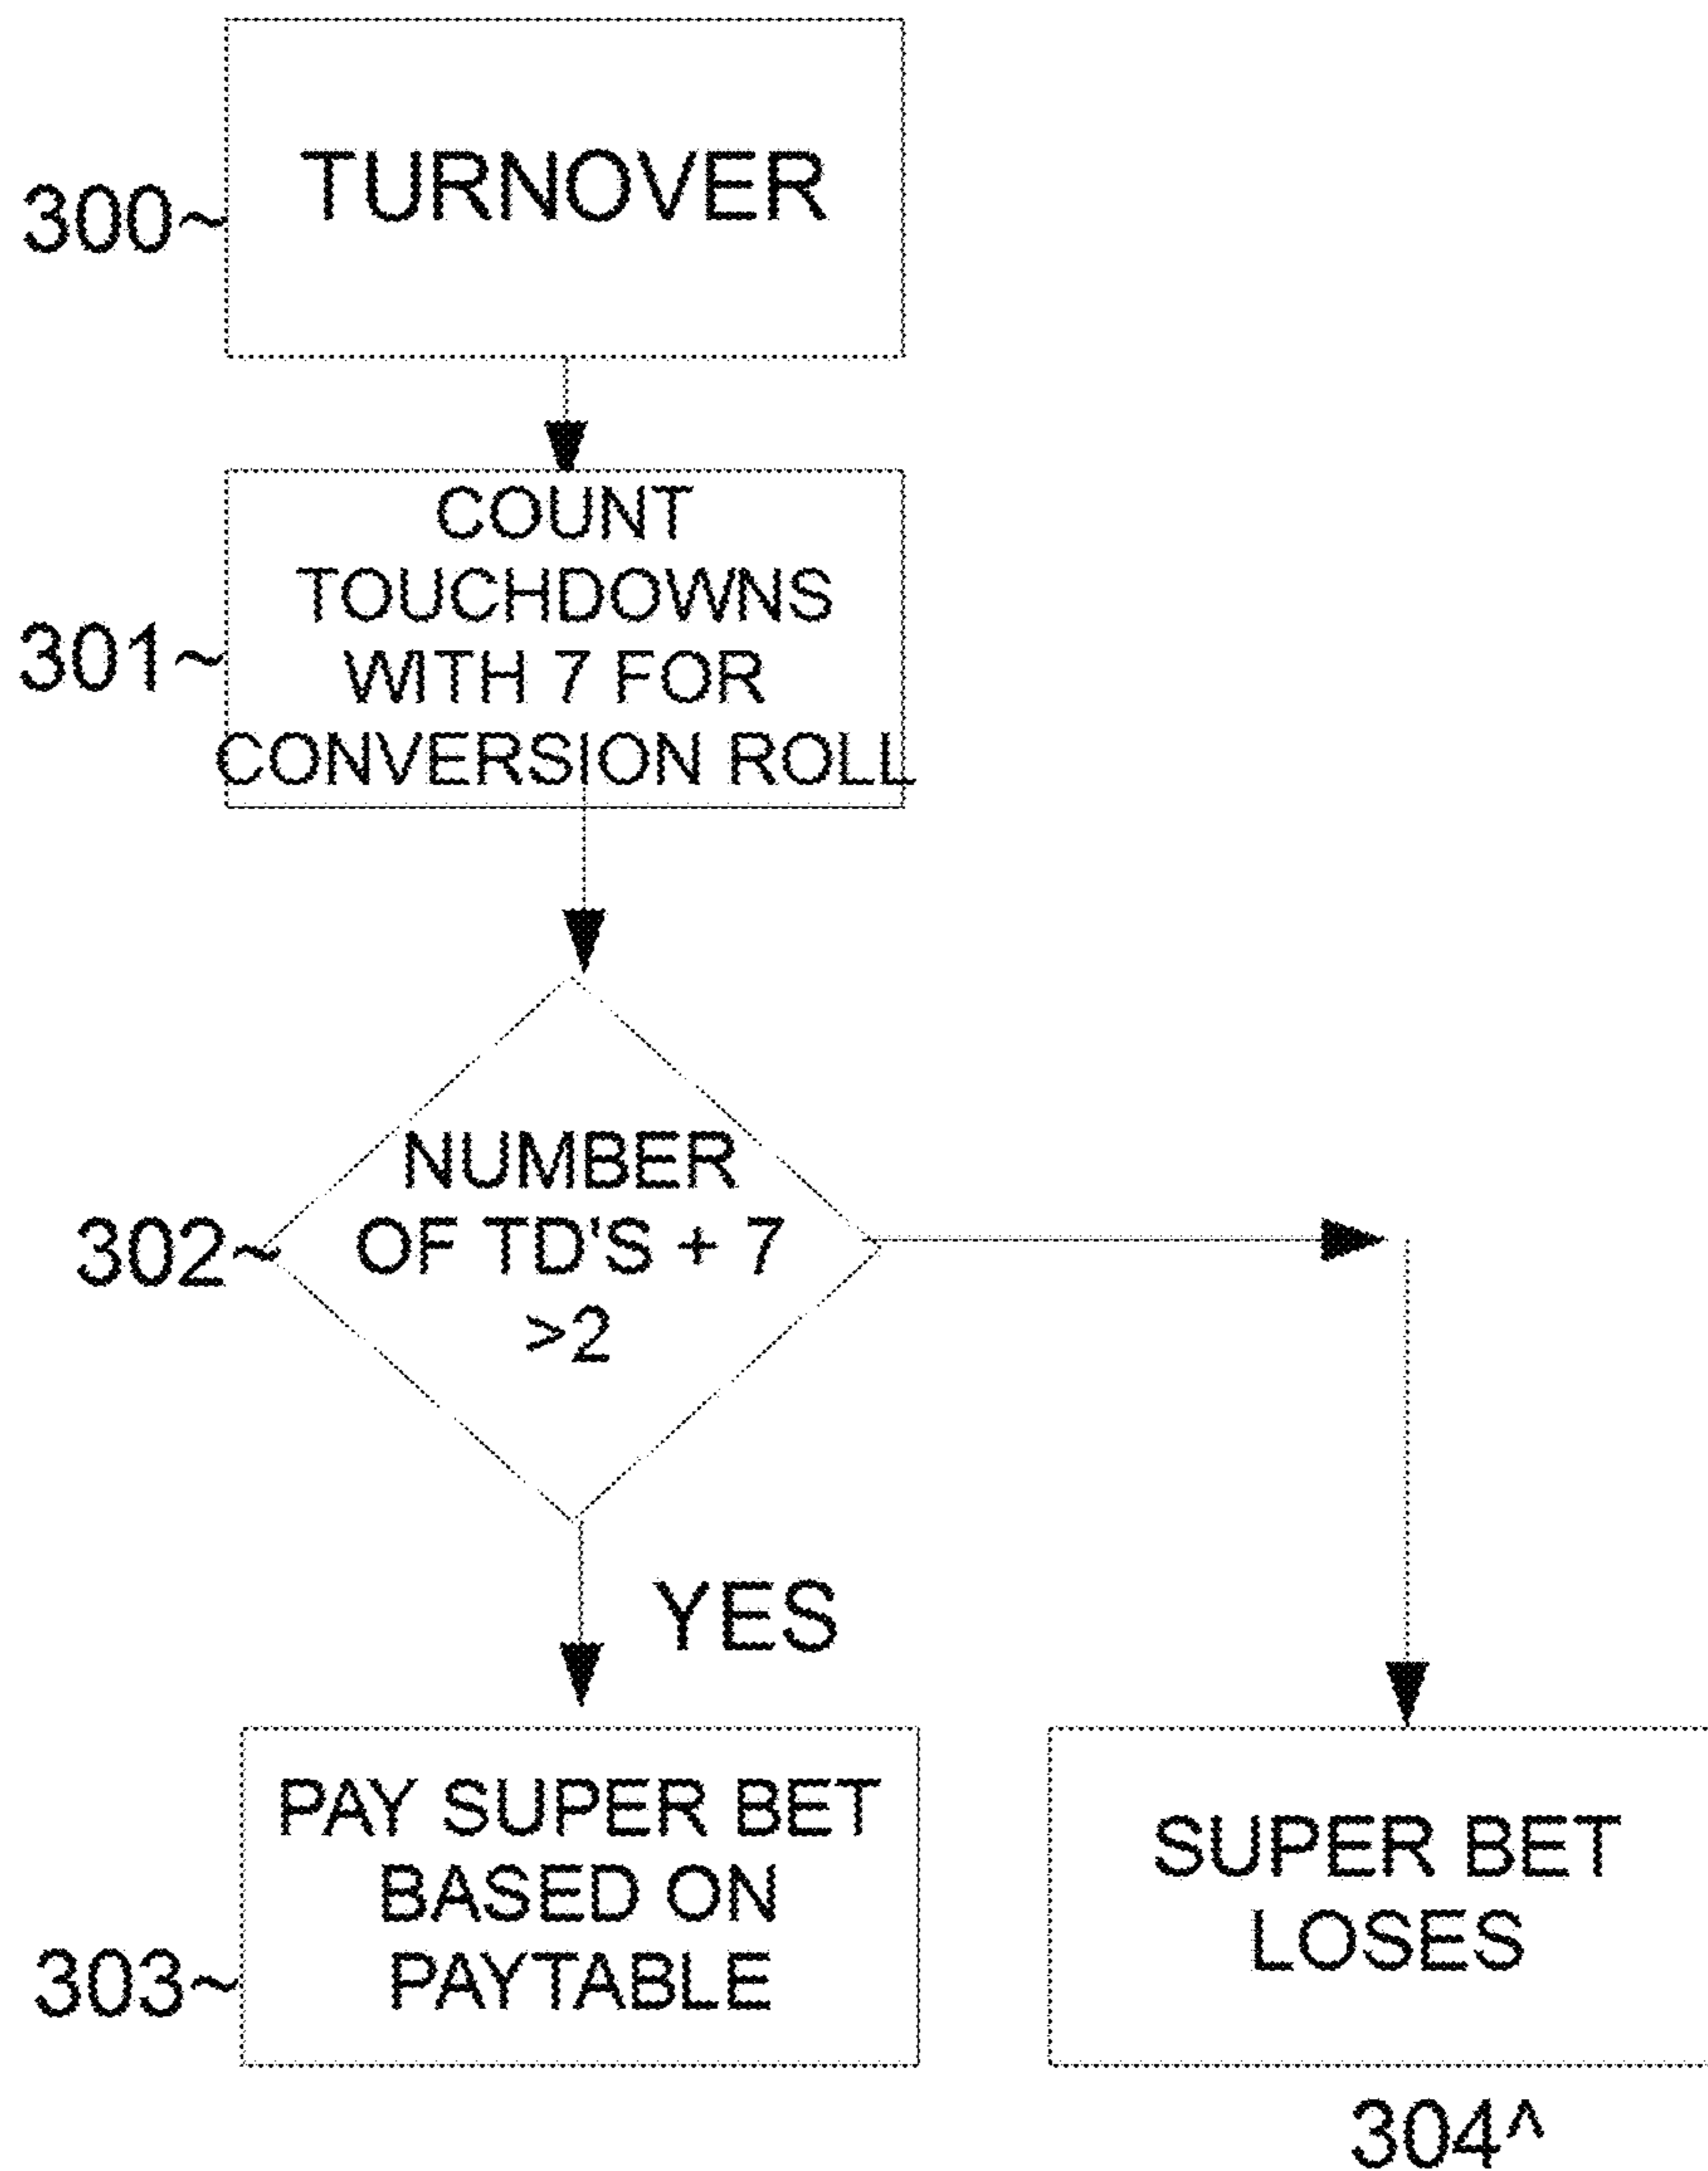 TURNOVER
300~
COUNT
TOUCHDOWNS
WITH 7 FOR
301~
CONVERSION ROLL
NUMBER
OF TD'S + 7
302~
>2
YES
PAY SUPER BET
BASED ON
PAYTABLE
303~
SUPER BET
LOSES
304^